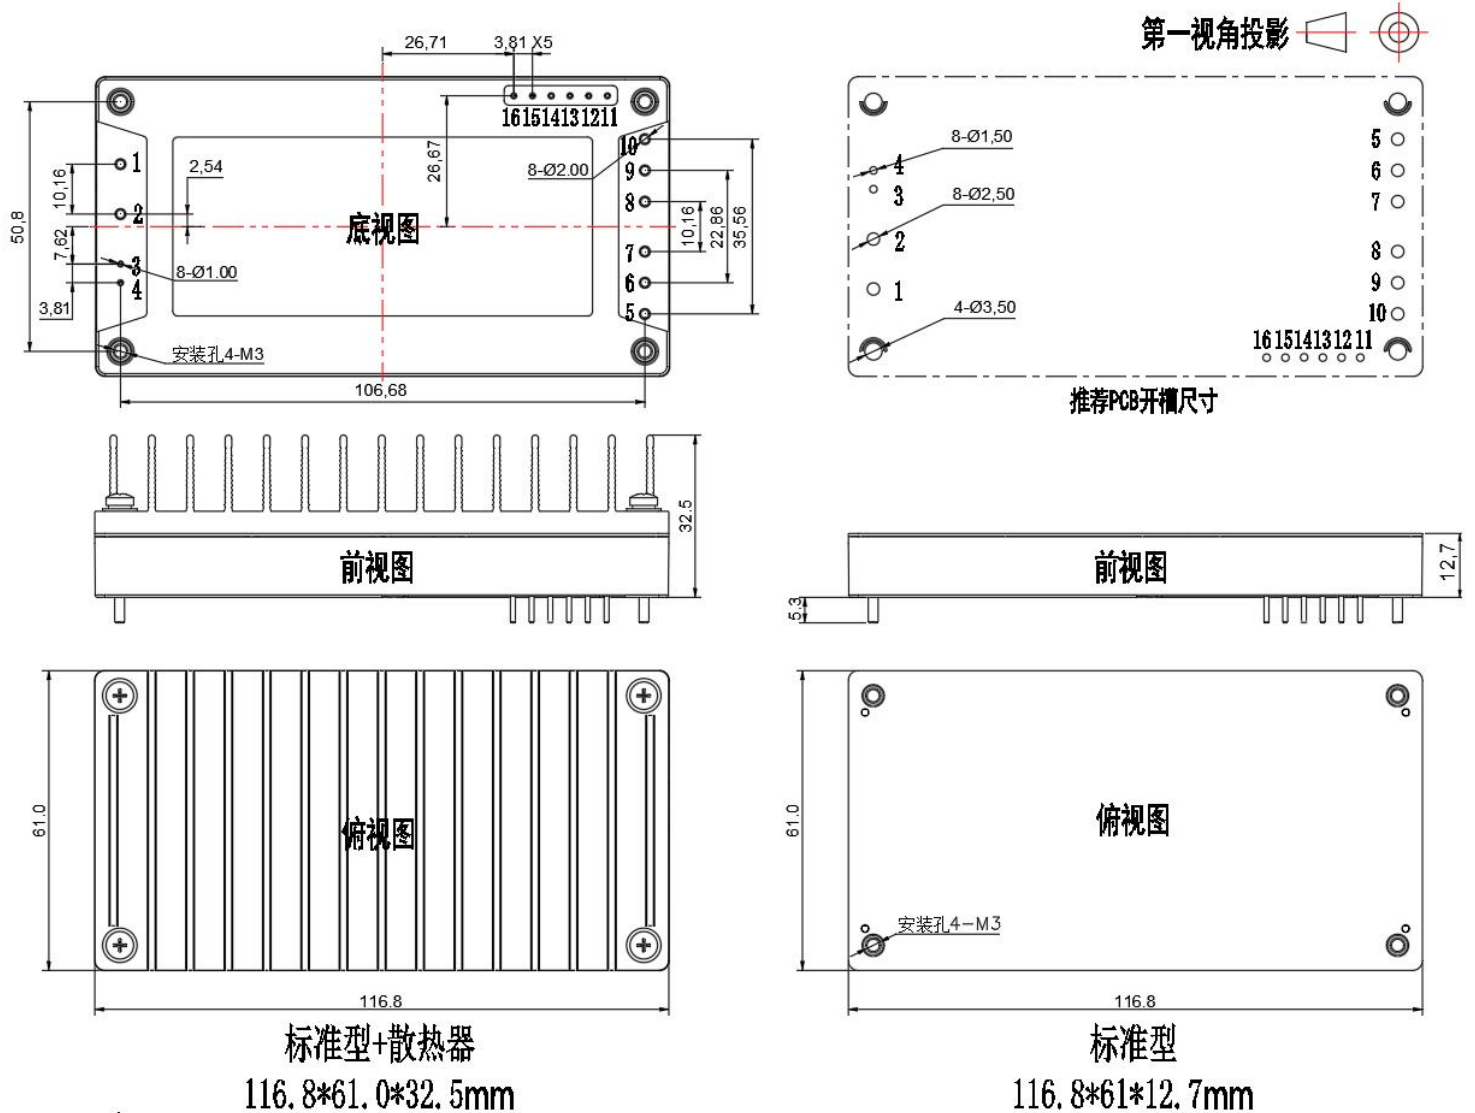 第一视角投影
26,71
3,81 X5
16 15 14 13 12 11
10
9
8
7
6
5
1
2
3
4
50,8
10,16
7,62
3,81
2,54
26,67
8-Ø2.00
8-Ø1.00
10,16
22,86
35,56
底视图
安装孔4-M3
106,68
8-Ø1,50
8-Ø2,50
4-Ø3,50
4
3
2
1
5
6
7
8
9
10
16 15 14 13 12 11
推荐PCB开槽尺寸
32.5
前视图
前视图
12,7
5.3
61.0
俯视图
116.8
61.0
俯视图
安装孔4-M3
116.8
标准型+散热器
116.8*61.0*32.5mm
标准型
116.8*61*12.7mm